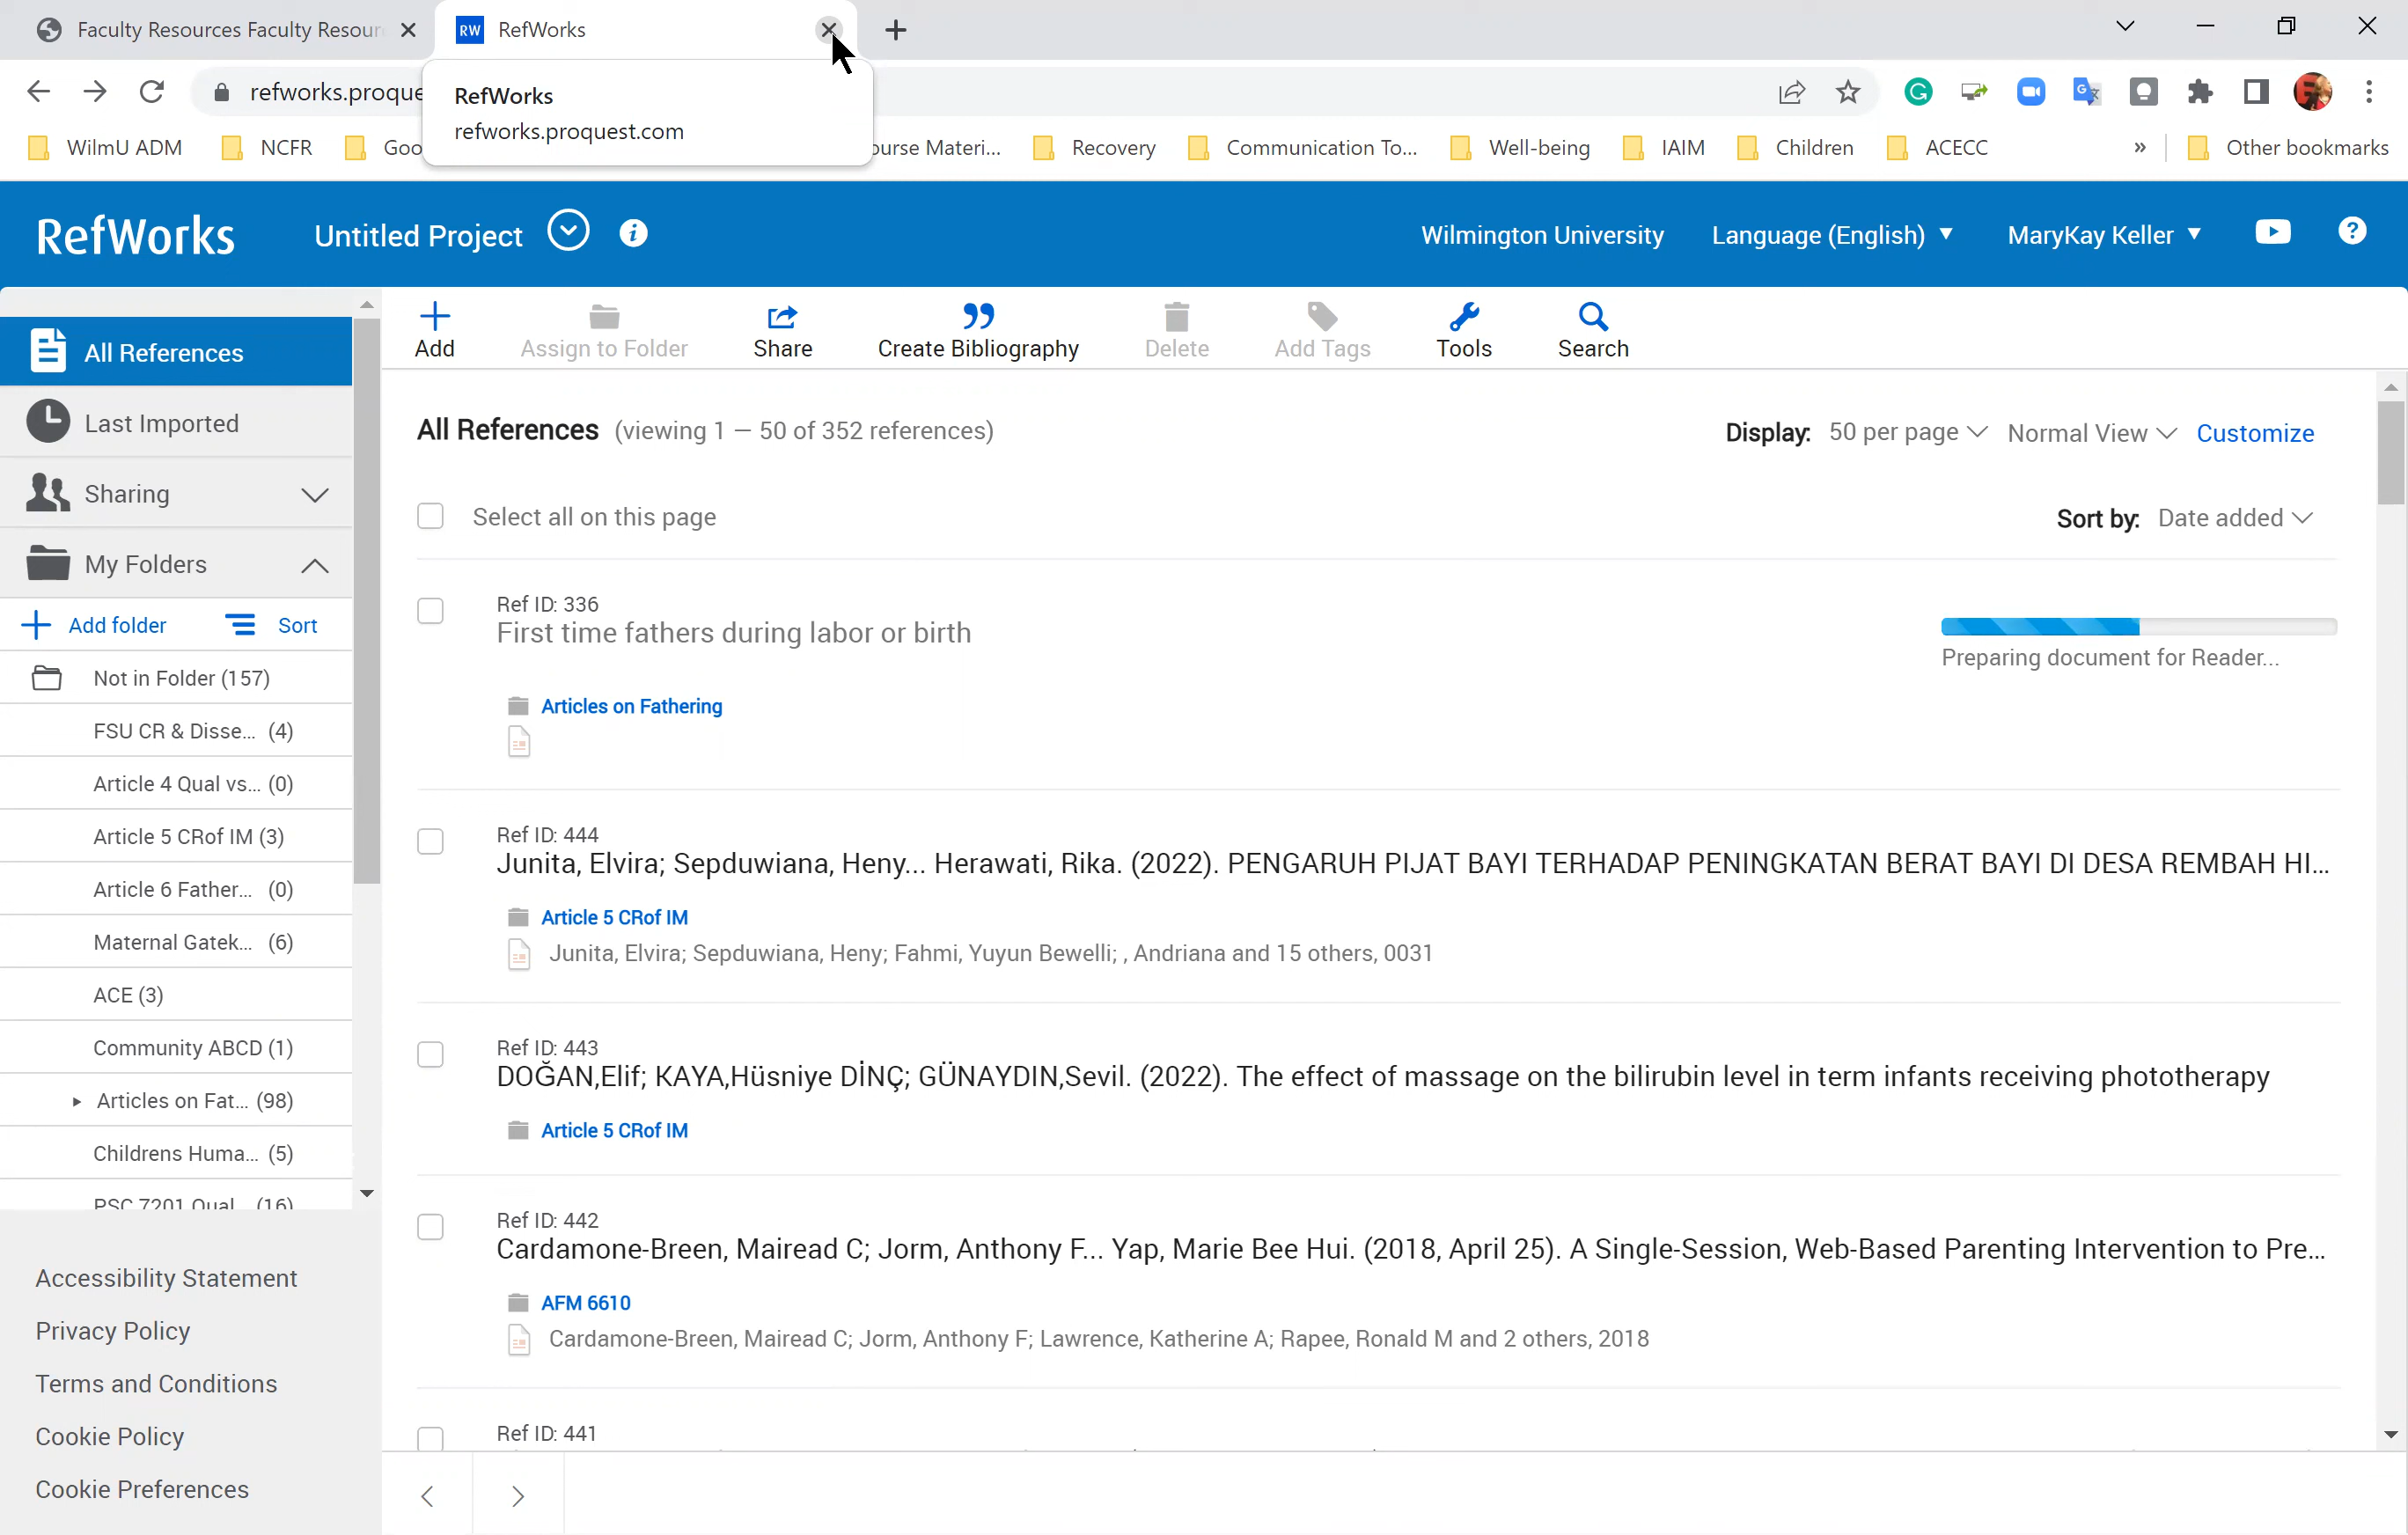 Faculty Resources Faculty Resour
RW RefWorks
refworks.proque
RefWorks
refworks.proquest.com
WilmU ADM NCFR Goo ourse Materi... Recovery Communication To... Well-being IAIM Children ACECC » Other bookmarks
RefWorks Untitled Project Wilmington University Language (English) MaryKay Keller
Add Assign to Folder Share Create Bibliography Delete Add Tags Tools Search
All References
Last Imported
Sharing
My Folders
Add folder Sort
Not in Folder (157)
FSU CR & Disse... (4)
Article 4 Qual vs... (0)
Article 5 CRof IM (3)
Article 6 Father... (0)
Maternal Gatek... (6)
ACE (3)
Community ABCD (1)
Articles on Fat... (98)
Childrens Huma... (5)
PSC 7201 Qual... (16)
Accessibility Statement
Privacy Policy
Terms and Conditions
Cookie Policy
Cookie Preferences
All References (viewing 1 — 50 of 352 references)
Display: 50 per page Normal View Customize
Select all on this page
Sort by: Date added
Ref ID: 336
First time fathers during labor or birth
Preparing document for Reader...
Articles on Fathering
Ref ID: 444
Junita, Elvira; Sepduwiana, Heny... Herawati, Rika. (2022). PENGARUH PIJAT BAYI TERHADAP PENINGKATAN BERAT BAYI DI DESA REMBAH HI...
Article 5 CRof IM
Junita, Elvira; Sepduwiana, Heny; Fahmi, Yuyun Bewelli; , Andriana and 15 others, 0031
Ref ID: 443
DOĞAN,Elif; KAYA,Hüsniye DİNÇ; GÜNAYDIN,Sevil. (2022). The effect of massage on the bilirubin level in term infants receiving phototherapy
Article 5 CRof IM
Ref ID: 442
Cardamone-Breen, Mairead C; Jorm, Anthony F... Yap, Marie Bee Hui. (2018, April 25). A Single-Session, Web-Based Parenting Intervention to Pre...
AFM 6610
Cardamone-Breen, Mairead C; Jorm, Anthony F; Lawrence, Katherine A; Rapee, Ronald M and 2 others, 2018
Ref ID: 441